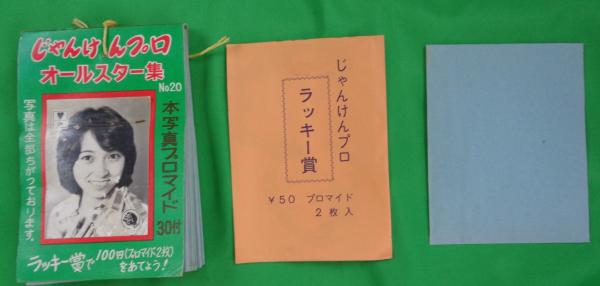 じゃんけんプロ
オールスター集
No20
本写真ブロマイド
30付
写真は全部ちがっております。
ラッキー賞で100円(ブロマイド2枚)
をあてよう!
じゃんけんプロ
ラッキー賞
￥50 ブロマイド
2枚入